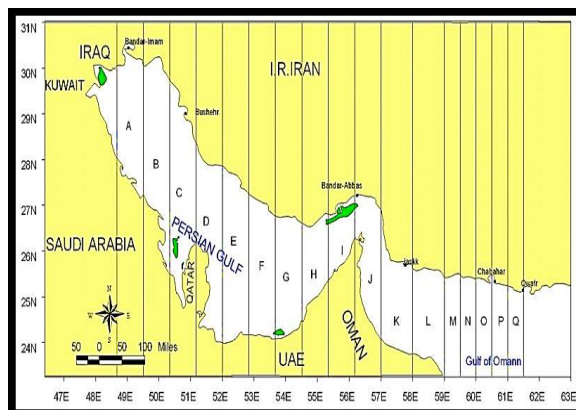 31N
30N
29N
28N
27N
26N
25N
24N
IRAQ
Bandar-Imam
I.R.IRAN
KUWAIT
Bushehr
Bandar-Abbas
SAUDI ARABIA
PERSIAN GULF
QATAR
Jask
Chabahar
A
B
C
D
E
F
G
H
I
J
K
L
M
N
O
P
Q
OMAN
UAE
Gulf of Omann
N
W
E
S
50 0 50 100 Miles
47E 48E 49E 50E 51E 52E 53E 54E 55E 56E 57E 58E 59E 60E 61E 62E 63E